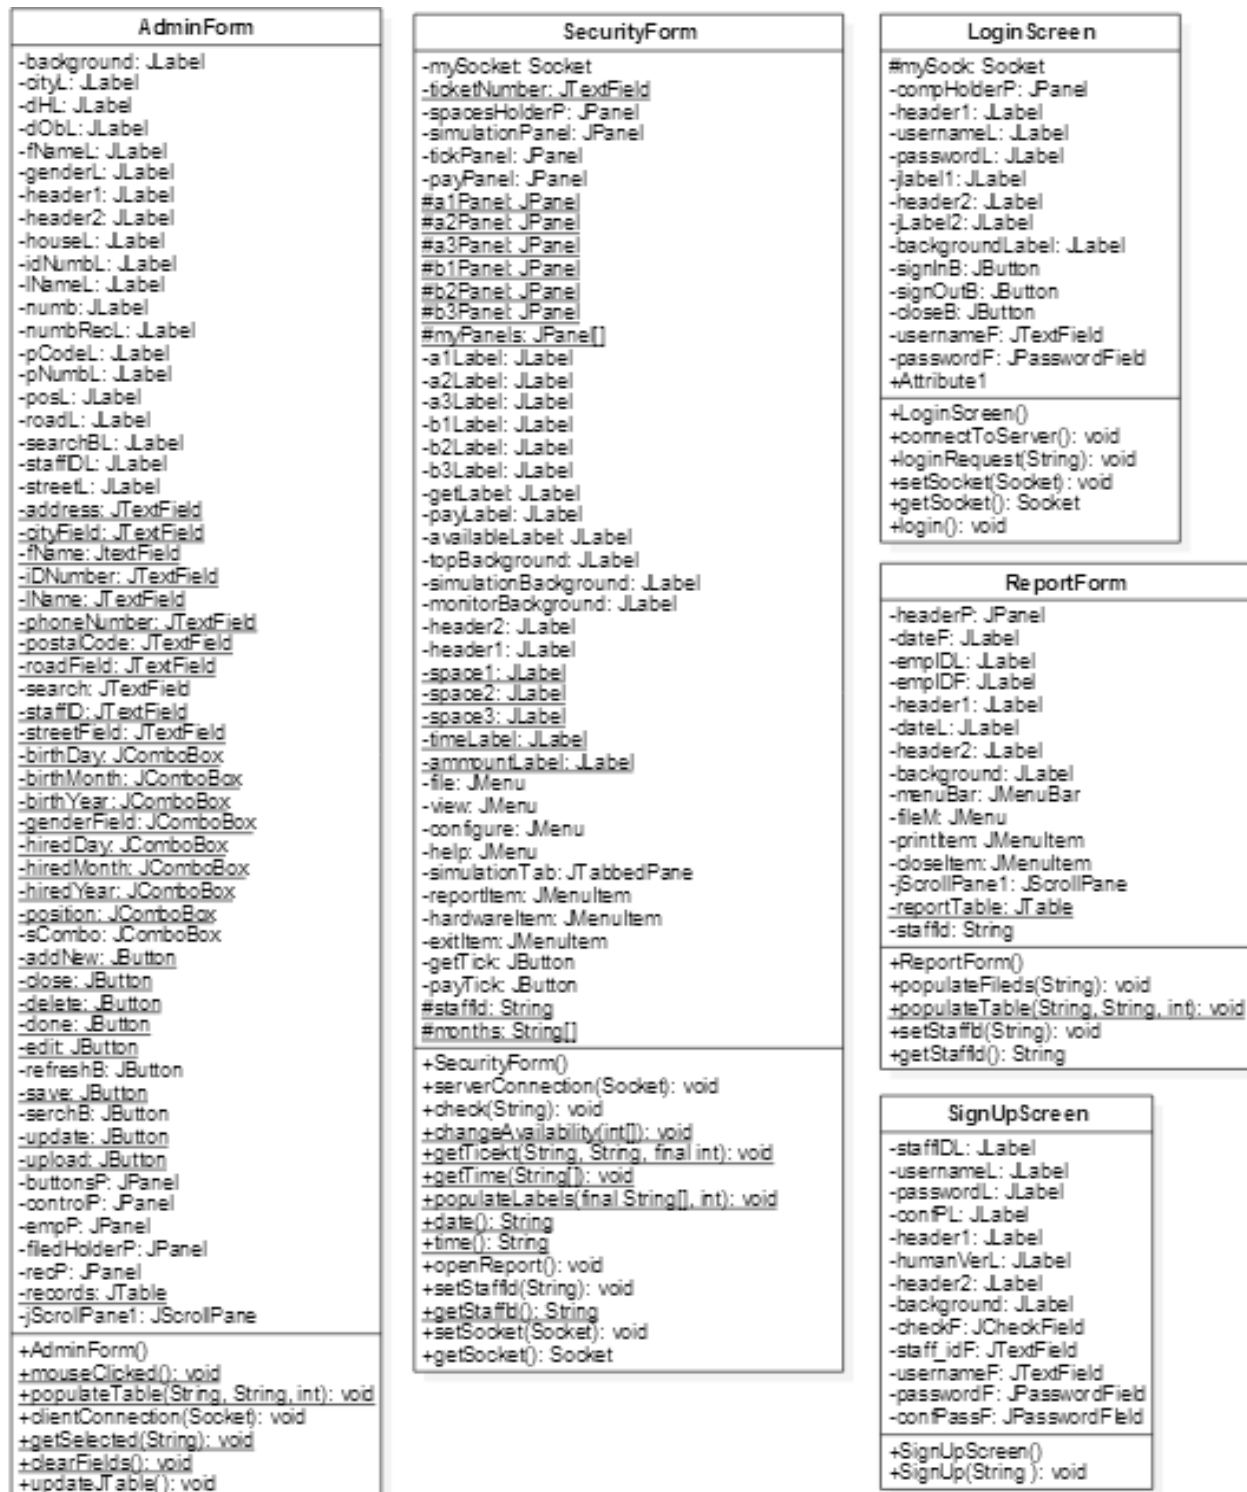 AdminForm
-background: JLabel
-cityL: JLabel
-dHL: JLabel
-dObL: JLabel
-fNameL: JLabel
-genderL: JLabel
-header1: JLabel
-header2: JLabel
-houseL: JLabel
-idNumbL: JLabel
-lNameL: JLabel
-numb: JLabel
-numbRecL: JLabel
-pCodeL: JLabel
-pNumbL: JLabel
-posL: JLabel
-roadL: JLabel
-searchBL: JLabel
-staffIDL: JLabel
-streetL: JLabel
-address: JTextField
-cityField: JTextField
-fName: JtextField
-iDNumber: JTextField
-lName: JTextField
-phoneNumber: JTextField
-postalCode: JTextField
-roadField: JTextField
-search: JTextField
-staffID: JTextField
-streetField: JTextField
-birthDay: JComboBox
-birthMonth: JComboBox
-birthYear: JComboBox
-genderField: JComboBox
-hiredDay: JComboBox
-hiredMonth: JComboBox
-hiredYear: JComboBox
-position: JComboBox
-sCombo: JComboBox
-addNew: JButton
-close: JButton
-delete: JButton
-done: JButton
-edit: JButton
-refreshB: JButton
-save: JButton
-serchB: JButton
-update: JButton
-upload: JButton
-buttonsP: JPanel
-controlP: JPanel
-empP: JPanel
-filedHolderP: JPanel
-recP: JPanel
-records: JTable
-jScrollPane1: JScrollPane
+AdminForm()
+mouseClicked(): void
+populateTable(String, String, int): void
+clientConnection(Socket): void
+getSelected(String): void
+clearFields(): void
+updateJTable(): void
SecurityForm
-mySocket: Socket
-ticketNumber: JTextField
-spacesHolderP: JPanel
-simulationPanel: JPanel
-tickPanel: JPanel
-payPanel: JPanel
#a1Panel: JPanel
#a2Panel: JPanel
#a3Panel: JPanel
#b1Panel: JPanel
#b2Panel: JPanel
#b3Panel: JPanel
#myPanels: JPanel[]
-a1Label: JLabel
-a2Label: JLabel
-a3Label: JLabel
-b1Label: JLabel
-b2Label: JLabel
-b3Label: JLabel
-getLabel: JLabel
-payLabel: JLabel
-availableLabel: JLabel
-topBackground: JLabel
-simulationBackground: JLabel
-monitorBackground: JLabel
-header2: JLabel
-header1: JLabel
-space1: JLabel
-space2: JLabel
-space3: JLabel
-timeLabel: JLabel
-ammountLabel: JLabel
-file: JMenu
-view: JMenu
-configure: JMenu
-help: JMenu
-simulationTab: JTabbedPane
-reportItem: JMenuItem
-hardwareItem: JMenuItem
-exitItem: JMenuItem
-getTick: JButton
-payTick: JButton
#staffId: String
#months: String[]
+SecurityForm()
+serverConnection(Socket): void
+check(String): void
+changeAvailability(int[]): void
+getTicekt(String, String, final int): void
+getTime(String[]): void
+populateLabels(final String[], int): void
+date(): String
+time(): String
+openReport(): void
+setStaffId(String): void
+getStaffId(): String
+setSocket(Socket): void
+getSocket(): Socket
LoginScreen
#mySock: Socket
-compHolderP: JPanel
-header1: JLabel
-usernameL: JLabel
-passwordL: JLabel
-jlabel1: JLabel
-header2: JLabel
-jLabel2: JLabel
-backgroundLabel: JLabel
-signInB: JButton
-signOutB: JButton
-closeB: JButton
-usernameF: JTextField
-passwordF: JPasswordField
+Attribute1
+LoginScreen()
+connectToServer(): void
+loginRequest(String): void
+setSocket(Socket): void
+getSocket(): Socket
+login(): void
ReportForm
-headerP: JPanel
-dateF: JLabel
-empIDL: JLabel
-empIDF: JLabel
-header1: JLabel
-dateL: JLabel
-header2: JLabel
-background: JLabel
-menuBar: JMenuBar
-fileM: JMenu
-printItem: JMenuItem
-closeItem: JMenuItem
-jScrollPane1: JScrollPane
-reportTable: JTable
-staffId: String
+ReportForm()
+populateFileds(String): void
+populateTable(String, String, int): void
+setStaffId(String): void
+getStaffId(): String
SignUpScreen
-staffIDL: JLabel
-usernameL: JLabel
-passwordL: JLabel
-confPL: JLabel
-header1: JLabel
-humanVerL: JLabel
-header2: JLabel
-background: JLabel
-checkF: JCheckField
-staff_idF: JTextField
-usernameF: JTextField
-passwordF: JPasswordField
-confPassF: JPasswordField
+SignUpScreen()
+SignUp(String ): void